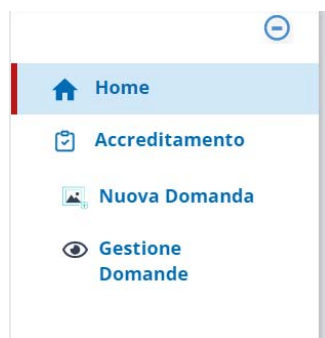 Home
Accreditamento
Nuova Domanda
Gestione
Domande